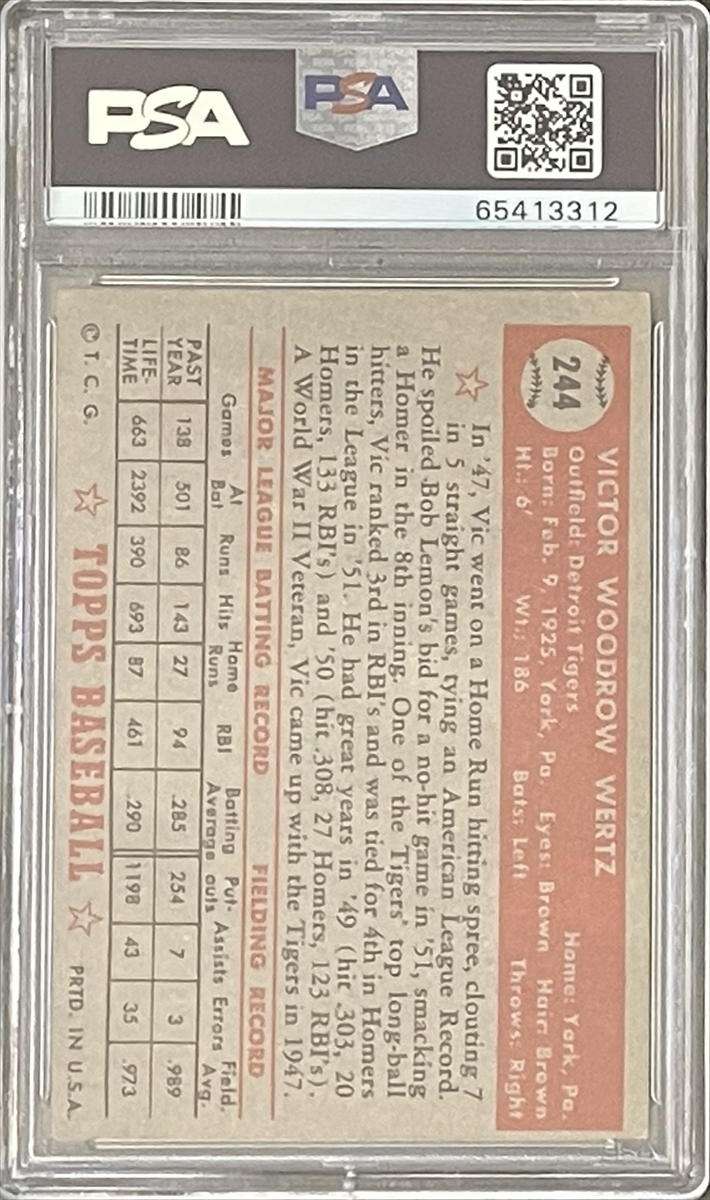 PSA
PSA
65413312
244
VICTOR WOODROW WERTZ
Outfield: Detroit Tigers Home: York, Pa.
Born: Feb. 9, 1925, York, Pa. Eyes: Brown Hair: Brown
Ht.: 6' Wt.: 186 Bats: Left Throws: Right
In '47, Vic went on a Home Run hitting spree, clouting 7
in 5 straight games, tying an American League Record.
He spoiled Bob Lemon's bid for a no-hit game in '51, smacking
a Homer in the 8th inning. One of the Tigers' top long-ball
hitters, Vic ranked 3rd in RBI's and was tied for 4th in Homers
in the League in '51. He had great years in '49 (hit .303, 20
Homers, 133 RBI's) and '50 (hit .308, 27 Homers, 123 RBI's).
A World War II Veteran, Vic came up with the Tigers in 1947.
MAJOR LEAGUE BATTING RECORD FIELDING RECORD
Games At Bat Runs Hits Home Runs RBI Batting Average Put-outs Assists Errors Field. Avg.
PAST YEAR 138 501 86 143 27 94 .285 254 7 3 .989
LIFE-TIME 663 2392 390 693 87 461 .290 1198 43 35 .973
© T. C. G. TOPPS BASEBALL PRTD. IN U.S.A.